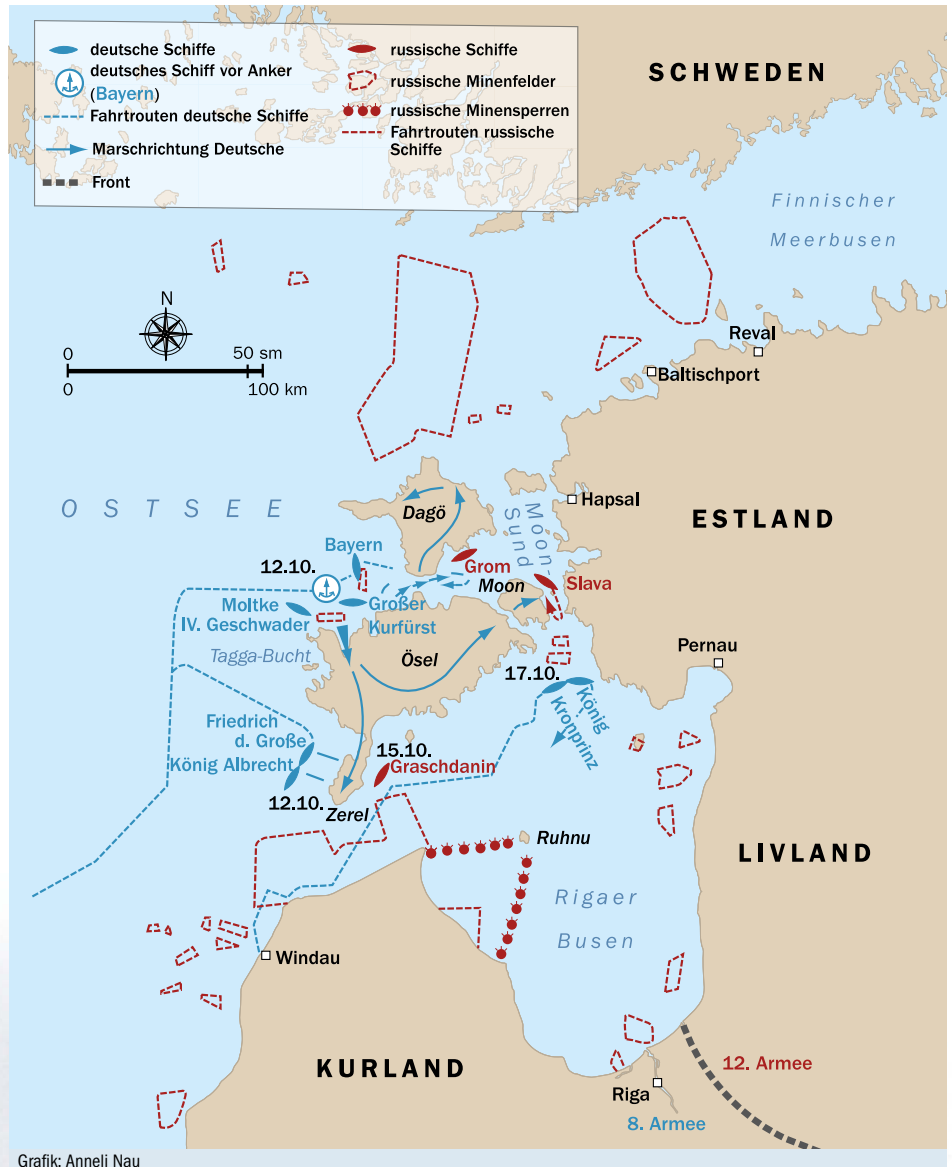 deutsche Schiffe
deutsches Schiff vor Anker
(Bayern)
Fahrtrouten deutsche Schiffe
Marschrichtung Deutsche
Front
russische Schiffe
russische Minenfelder
russische Minensperren
Fahrtrouten russische
Schiffe
SCHWEDEN
Finnischer
Meerbusen
N
0 50 sm
0 100 km
Reval
Baltischport
OSTSEE
Hapsal
Dagö
Moon-
Sund
ESTLAND
Bayern
12.10.
Grom
Moon
Slava
Moltke
IV. Geschwader
Großer
Kurfürst
Tagga-Bucht
Ösel
Pernau
17.10.
König
Kronprinz
Friedrich
d. Große
König Albrecht
12.10.
15.10.
Graschdanin
Zerel
Ruhnu
LIVLAND
Rigaer
Busen
Windau
KURLAND
12. Armee
Riga
8. Armee
Grafik: Anneli Nau